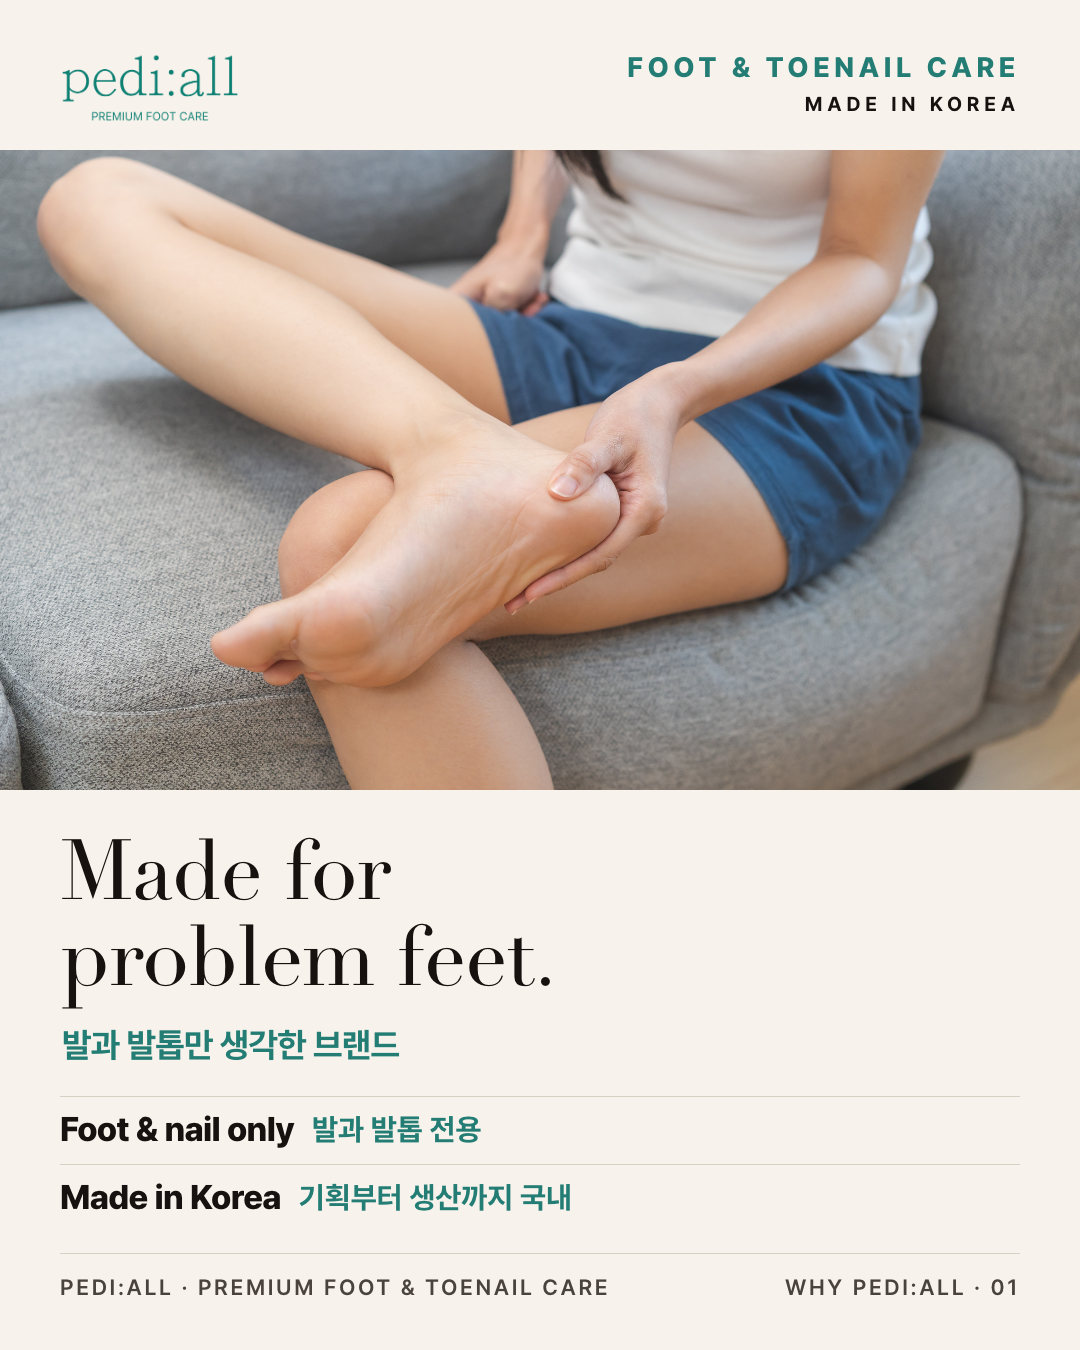 pedi:all
PREMIUM FOOT CARE
FOOT & TOENAIL CARE
MADE IN KOREA
Made for
problem feet.
발과 발톱만 생각한 브랜드
Foot & nail only 발과 발톱 전용
Made in Korea 기획부터 생산까지 국내
PEDI:ALL · PREMIUM FOOT & TOENAIL CARE
WHY PEDI:ALL · 01